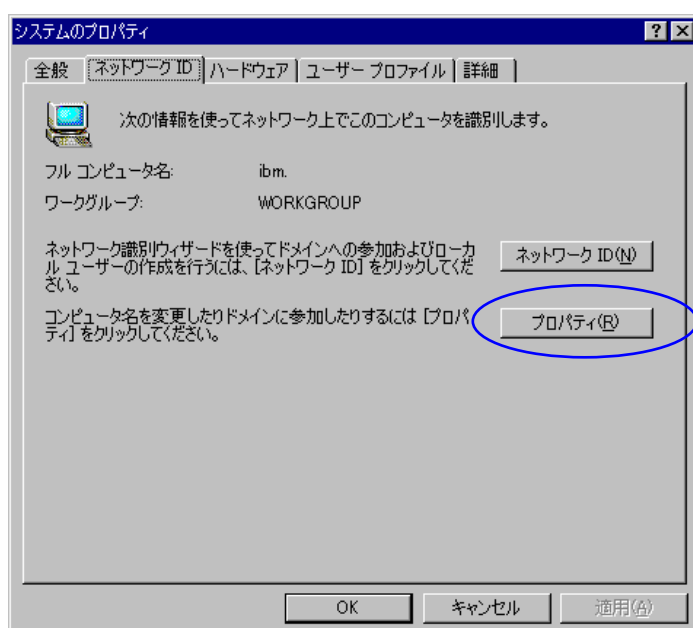 システムのプロパティ
全般 ネットワーク ID ハードウェア ユーザー プロファイル 詳細
次の情報を使ってネットワーク上でこのコンピュータを識別します。
フル コンピュータ名: ibm.
ワークグループ: WORKGROUP
ネットワーク識別ウィザードを使ってドメインへの参加およびローカ
ル ユーザーの作成を行うには、[ネットワーク ID] をクリックしてくだ
さい。
ネットワーク ID(N)
コンピュータ名を変更したりドメインに参加したりするには [プロパ
ティ] をクリックしてください。
プロパティ(R)
OK キャンセル 適用(A)